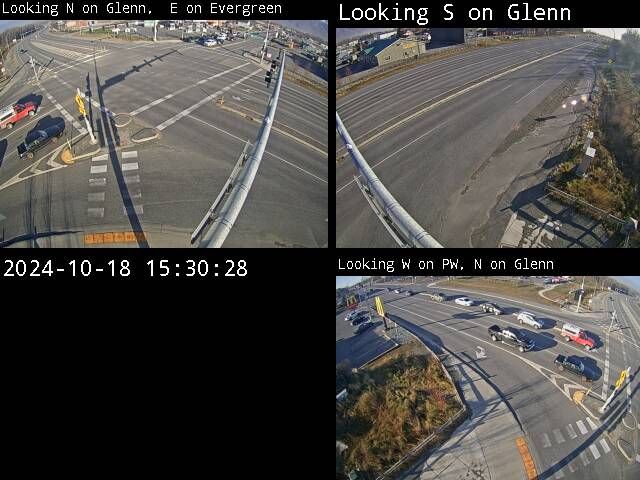 Looking N on Glenn,  E on Evergreen
Looking S on Glenn
2024-10-18 15:30:28
Looking W on PW, N on Glenn